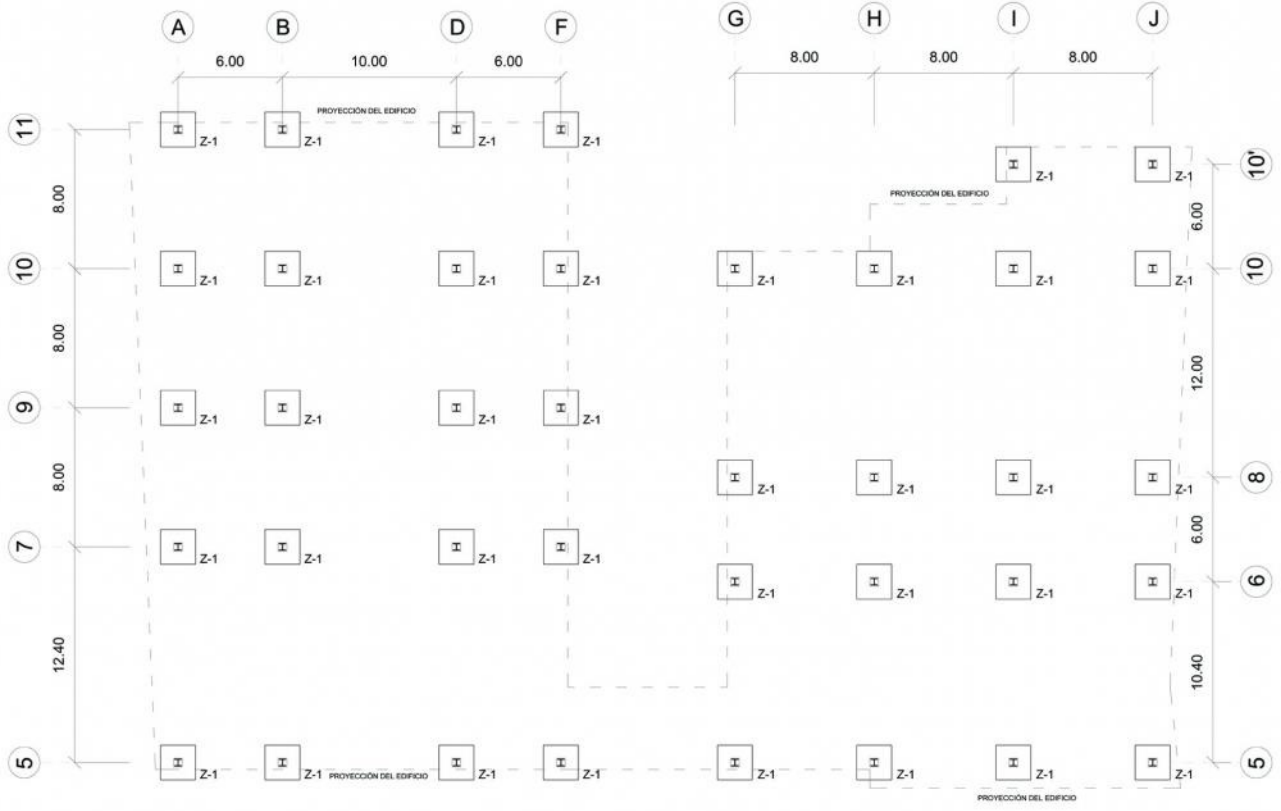 A B D F G H I J
6.00 10.00 6.00 8.00 8.00 8.00
PROYECCIÓN DEL EDIFICIO
11 Z-1 Z-1 Z-1 Z-1
Z-1 Z-1 10'
8.00 PROYECCIÓN DEL EDIFICIO 6.00
10 Z-1 Z-1 Z-1 Z-1 Z-1 Z-1 Z-1 Z-1 10
8.00 12.00
9 Z-1 Z-1 Z-1 Z-1
8.00 Z-1 Z-1 Z-1 Z-1 8
7 Z-1 Z-1 Z-1 Z-1 6.00
Z-1 Z-1 Z-1 Z-1 6
12.40 10.40
5 Z-1 Z-1 Z-1 Z-1 Z-1 Z-1 Z-1 Z-1 5
PROYECCIÓN DEL EDIFICIO
PROYECCIÓN DEL EDIFICIO